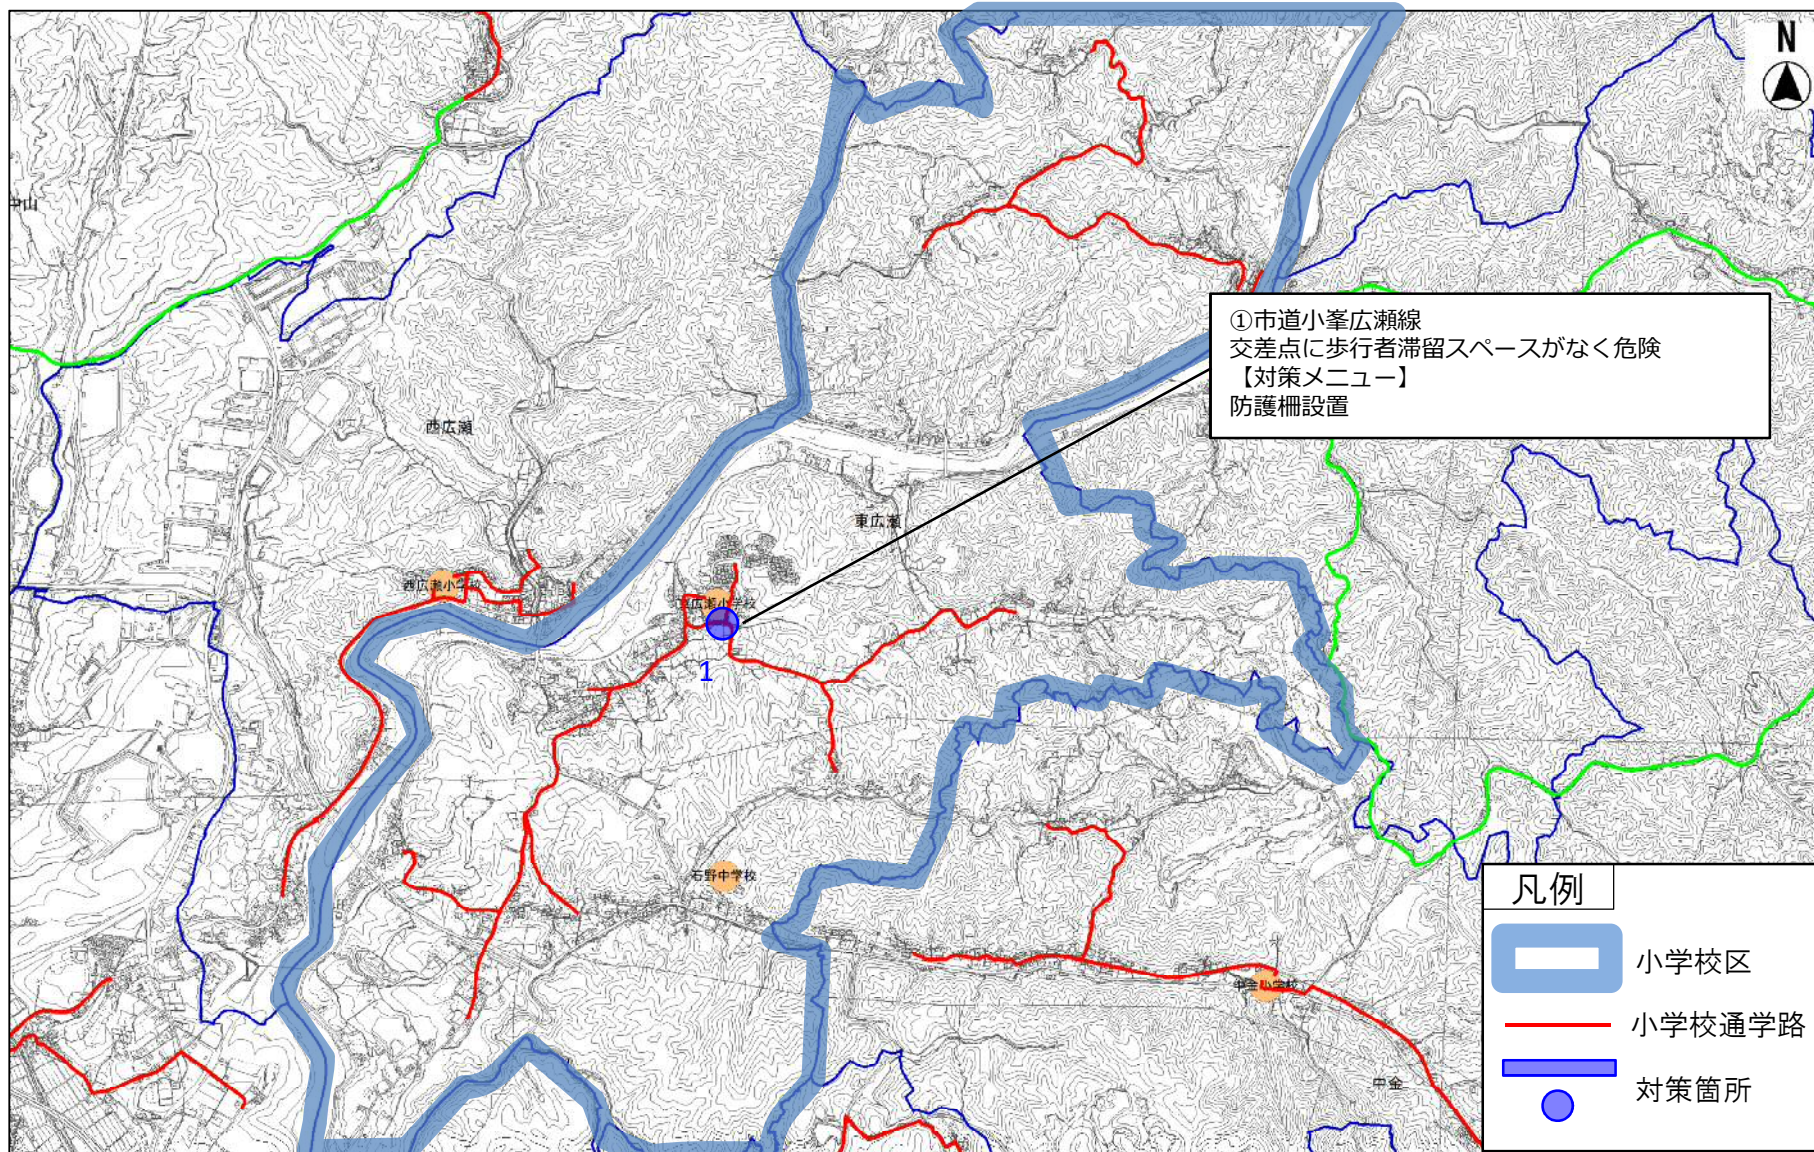 N
中山
①市道小峯広瀬線
交差点に歩行者滞留スペースがなく危険
【対策メニュー】
防護柵設置
西広瀬
東広瀬
西広瀬小学校
東広瀬小学校
1
石野中学校
中金小学校
中金
凡例
小学校区
小学校通学路
対策箇所